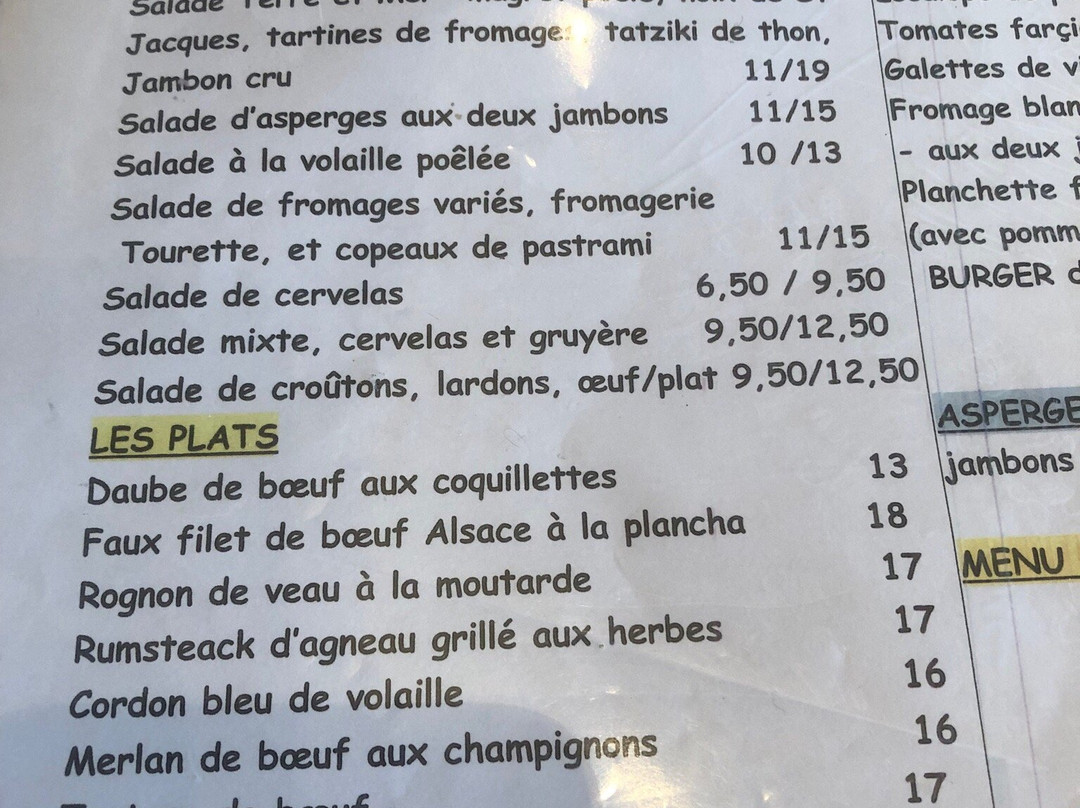 Salade Terre et Mer
Jacques, tartines de fromage, tatziki de thon,
Jambon cru 11/19
Salade d'asperges aux deux jambons 11/15
Salade à la volaille poêlée 10 /13
Salade de fromages variés, fromagerie
Tourette, et copeaux de pastrami 11/15
Salade de cervelas 6,50 / 9,50
Salade mixte, cervelas et gruyère 9,50/12,50
Salade de croûtons, lardons, œuf/plat 9,50/12,50
LES PLATS
Daube de bœuf aux coquillettes 13
Faux filet de bœuf Alsace à la plancha 18
Rognon de veau à la moutarde 17
Rumsteack d'agneau grillé aux herbes 17
Cordon bleu de volaille 16
Merlan de bœuf aux champignons 16
de bœuf 17
Tomates farçi
Galettes de v
Fromage blan
- aux deux j
Planchette f
(avec pomm
BURGER d
ASPERGE
jambons
MENU